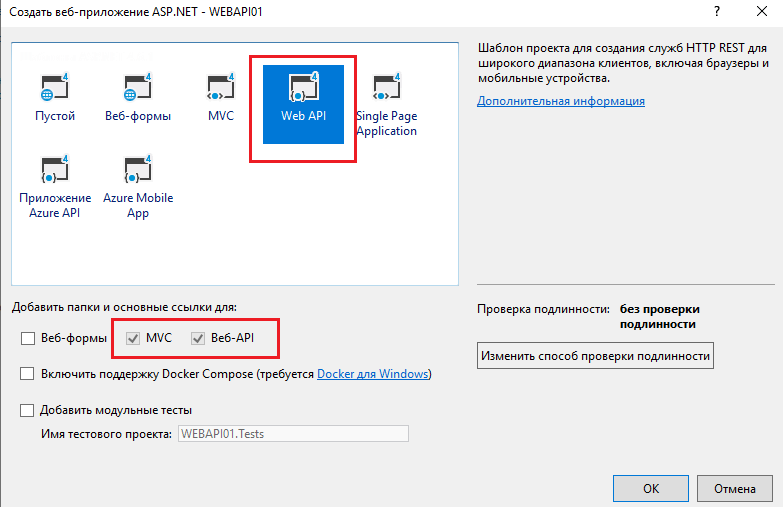 Создать веб-приложение ASP.NET - WEBAPI01
?
Пустой
Веб-формы
MVC
Web API
Single Page
Application
Приложение
Azure API
Azure Mobile
App
Шаблон проекта для создания служб HTTP REST для
широкого диапазона клиентов, включая браузеры и
мобильные устройства.
Дополнительная информация
Добавить папки и основные ссылки для:
Веб-формы
MVC
Веб-API
Включить поддержку Docker Compose (требуется Docker для Windows)
Добавить модульные тесты
Имя тестового проекта:
WEBAPI01.Tests
Проверка подлинности:
без проверки
подлинности
Изменить способ проверки подлинности
OK
Отмена